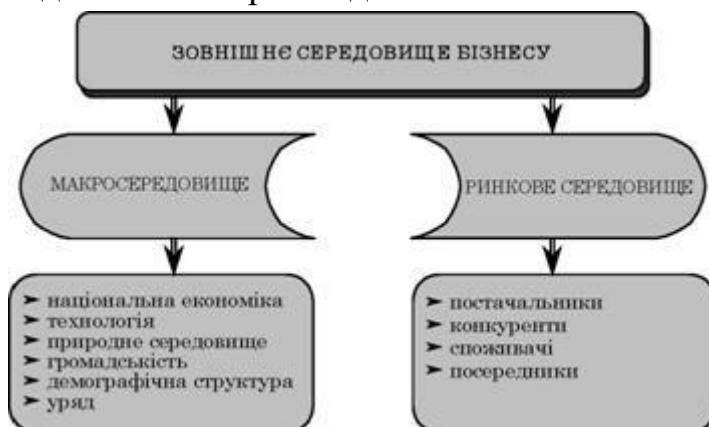 ЗОВНІШНЄ СЕРЕДОВИЩЕ БІЗНЕСУ
МАКРОСЕРЕДОВИЩЕ
РИНКОВЕ СЕРЕДОВИЩЕ
➤ національна економіка
➤ технологія
➤ природне середовище
➤ громадськість
➤ демографічна структура
➤ уряд
➤ постачальники
➤ конкуренти
➤ споживачі
➤ посередники